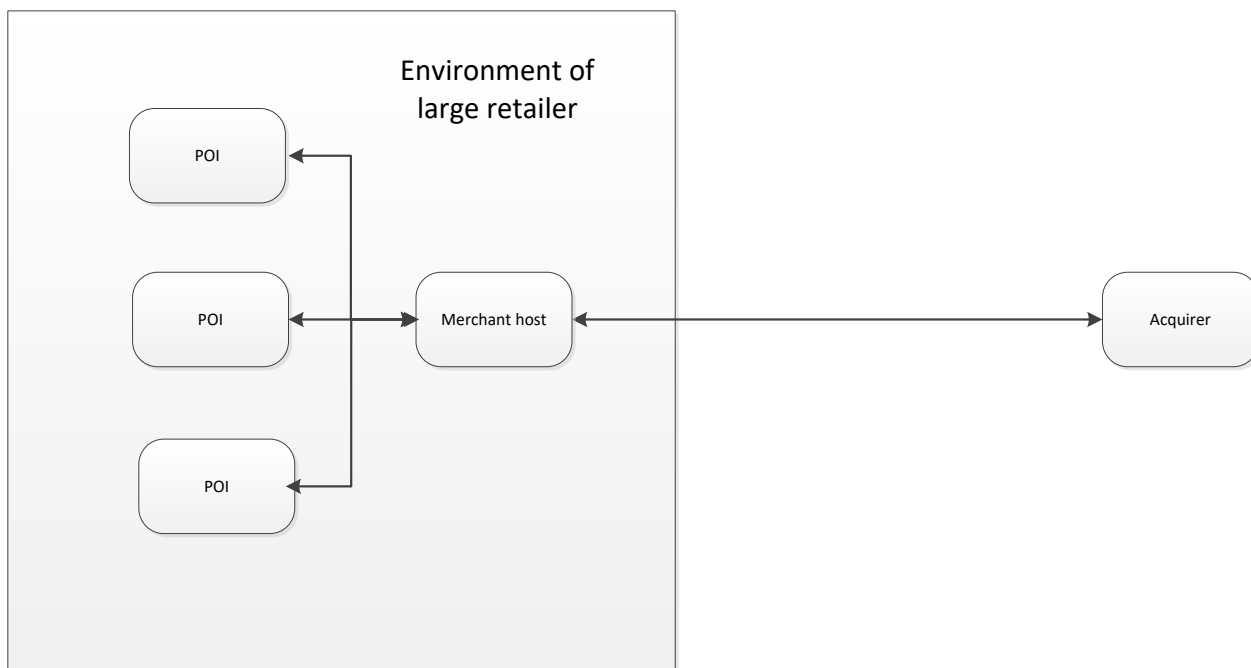 Environment of
large retailer
POI
POI
Merchant host
Acquirer
POI